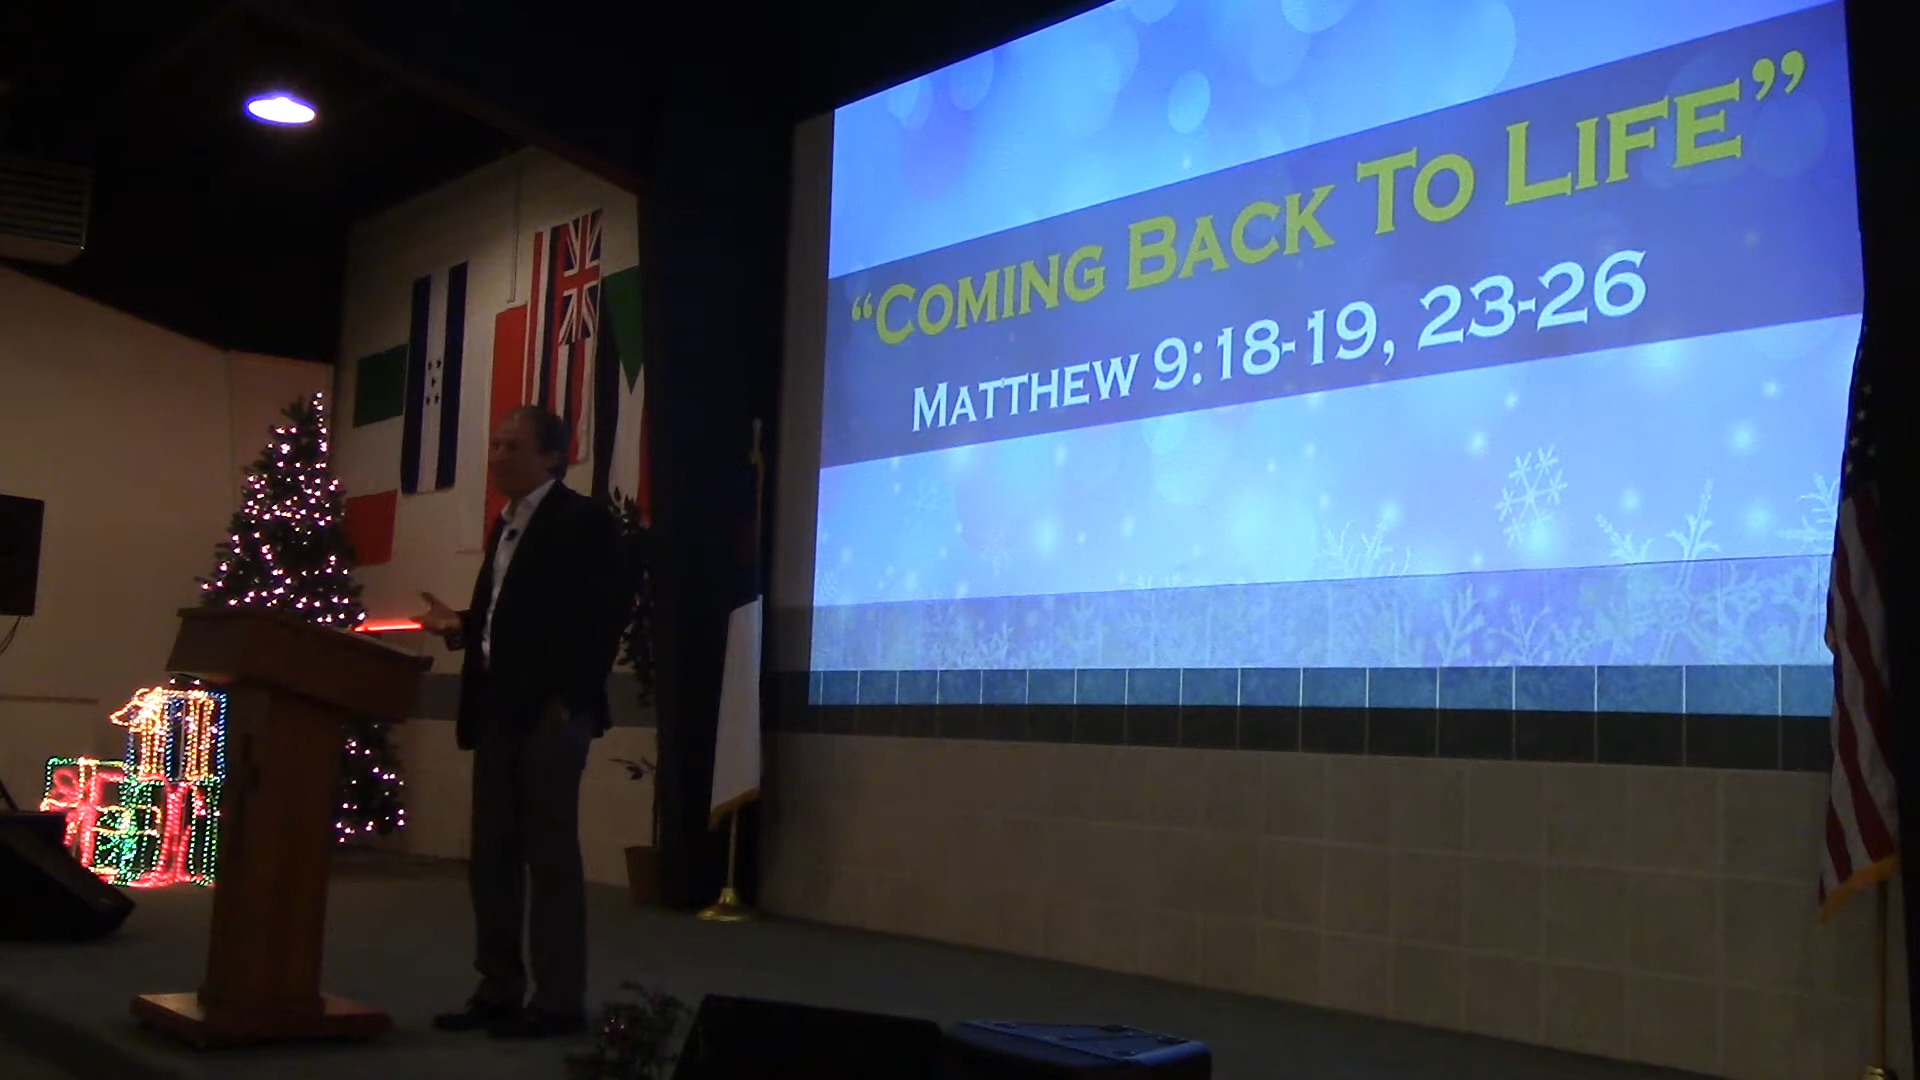 “COMING BACK TO LIFE”
MATTHEW 9:18-19, 23-26